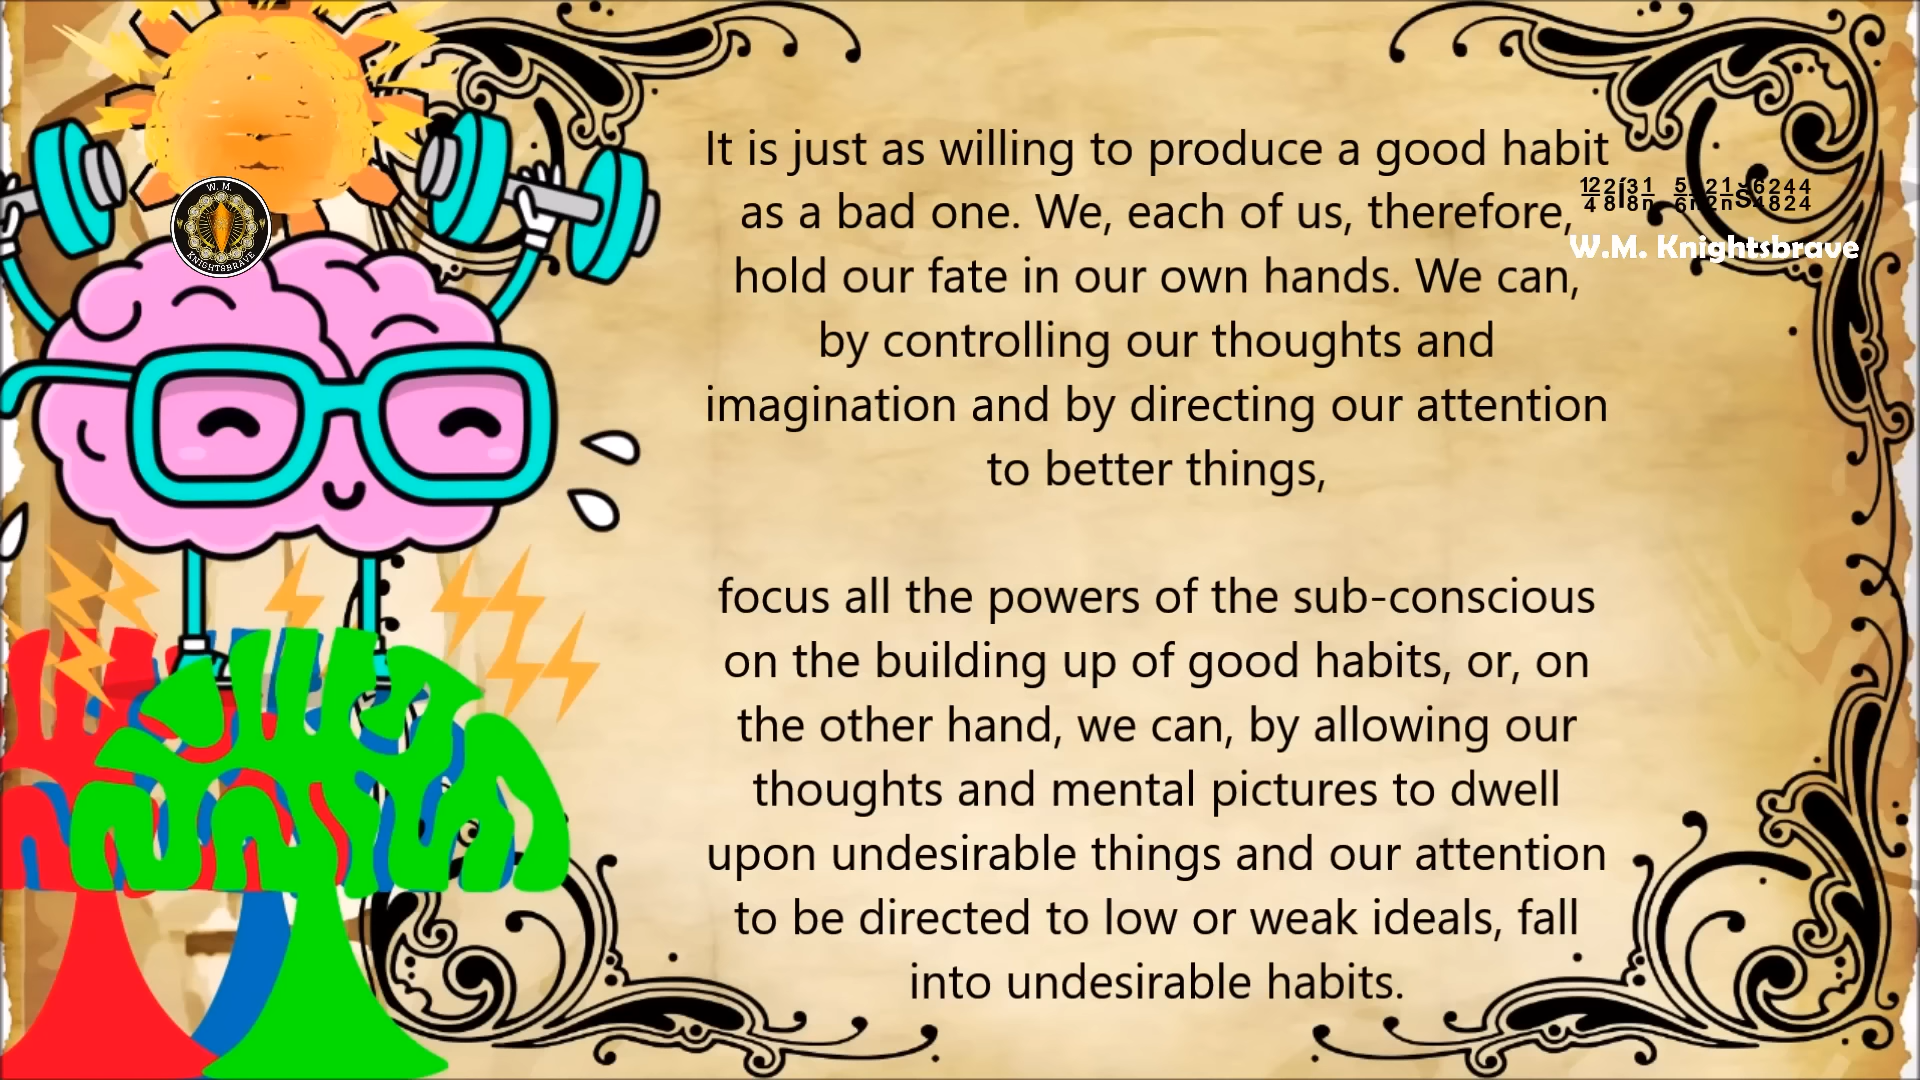 It is just as willing to produce a good habit
as a bad one. We, each of us, therefore,
hold our fate in our own hands. We can,
by controlling our thoughts and
imagination and by directing our attention
to better things,
focus all the powers of the sub-conscious
on the building up of good habits, or, on
the other hand, we can, by allowing our
thoughts and mental pictures to dwell
upon undesirable things and our attention
to be directed to low or weak ideals, fall
into undesirable habits.
W.M. Knightsbrave
W. M.
KNIGHTSBRAVE